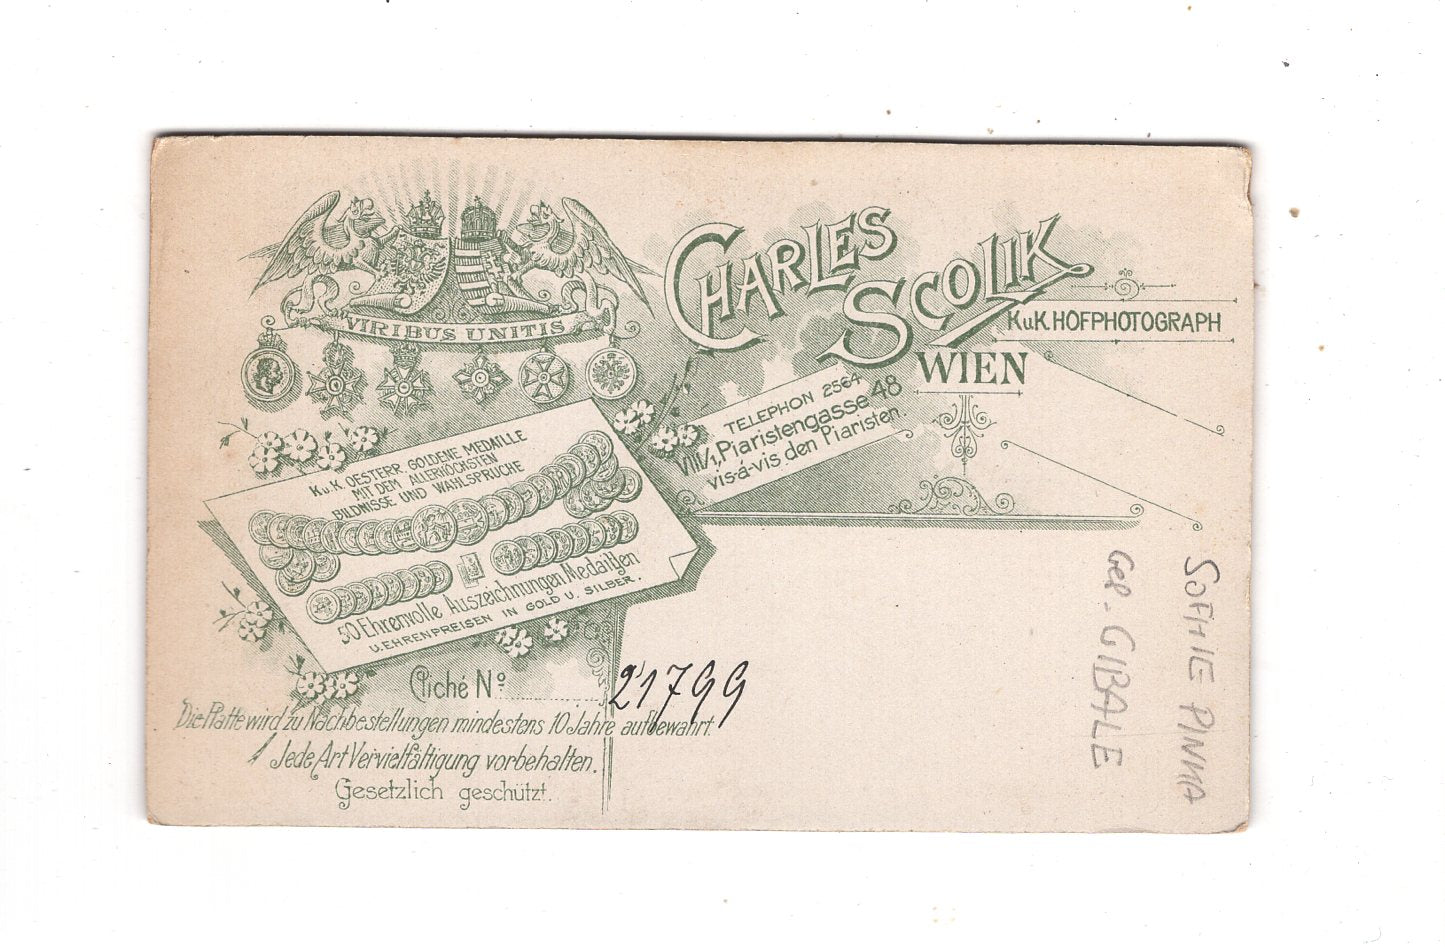 VIRIBUS UNITIS
CHARLES
SCOLIK
K.u.K. HOFPHOTOGRAPH
WIEN
TELEPHON 2564
VIII/1, Piaristengasse 48
vis-á-vis den Piaristen.
K.u.K. OESTERR. GOLDENE MEDAILLE
MIT DEM ALLERHÖCHSTEN
BILDNISSE UND WAHLSPRUCHE
50 Ehrenvolle Auszeichnungen Medaillen
U. EHRENPREISEN IN GOLD U. SILBER.
Cliché Nº 21799
Die Platte wird zu Nachbestellungen mindestens 10 Jahre aufbewahrt.
Jede Art Vervielfältigung vorbehalten.
Gesetzlich geschützt.
SOFHIE PINKA
Gep. GIBALE